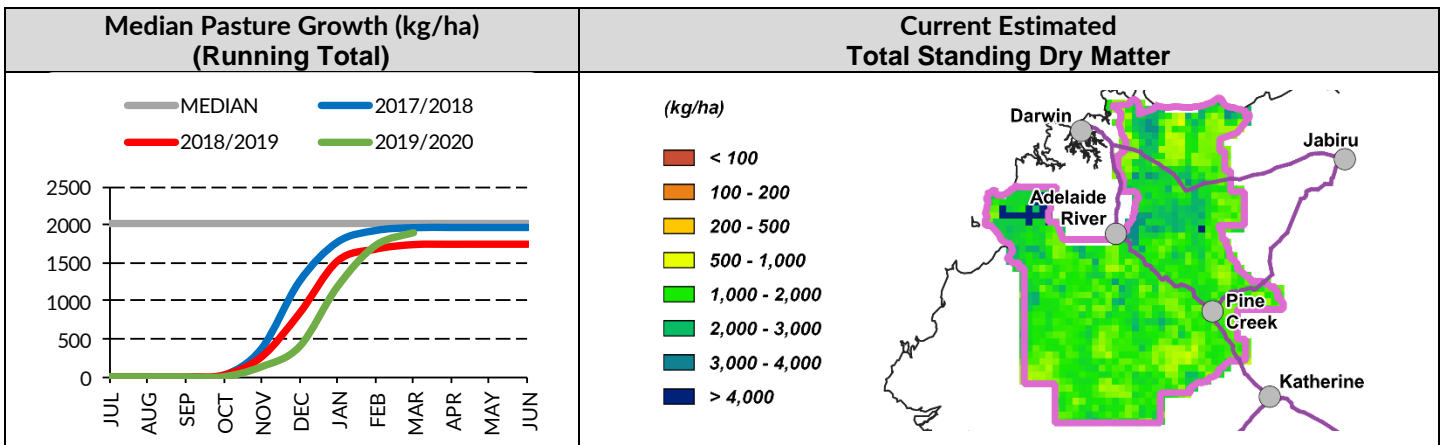 Median Pasture Growth (kg/ha)
(Running Total)
Current Estimated
Total Standing Dry Matter
MEDIAN
2017/2018
2018/2019
2019/2020
2500
2000
1500
1000
500
0
JUL
AUG
SEP
OCT
NOV
DEC
JAN
FEB
MAR
APR
MAY
JUN
(kg/ha)
< 100
100 - 200
200 - 500
500 - 1,000
1,000 - 2,000
2,000 - 3,000
3,000 - 4,000
> 4,000
Darwin
Jabiru
Adelaide
River
Pine
Creek
Katherine